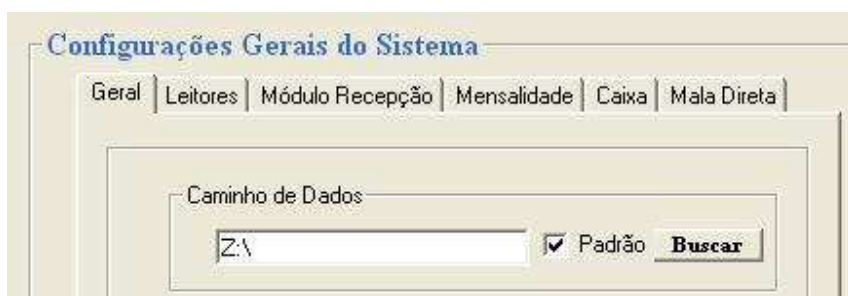 Configurações Gerais do Sistema
Geral Leitores Módulo Recepção Mensalidade Caixa Mala Direta
Caminho de Dados
Z:\ Padrão Buscar